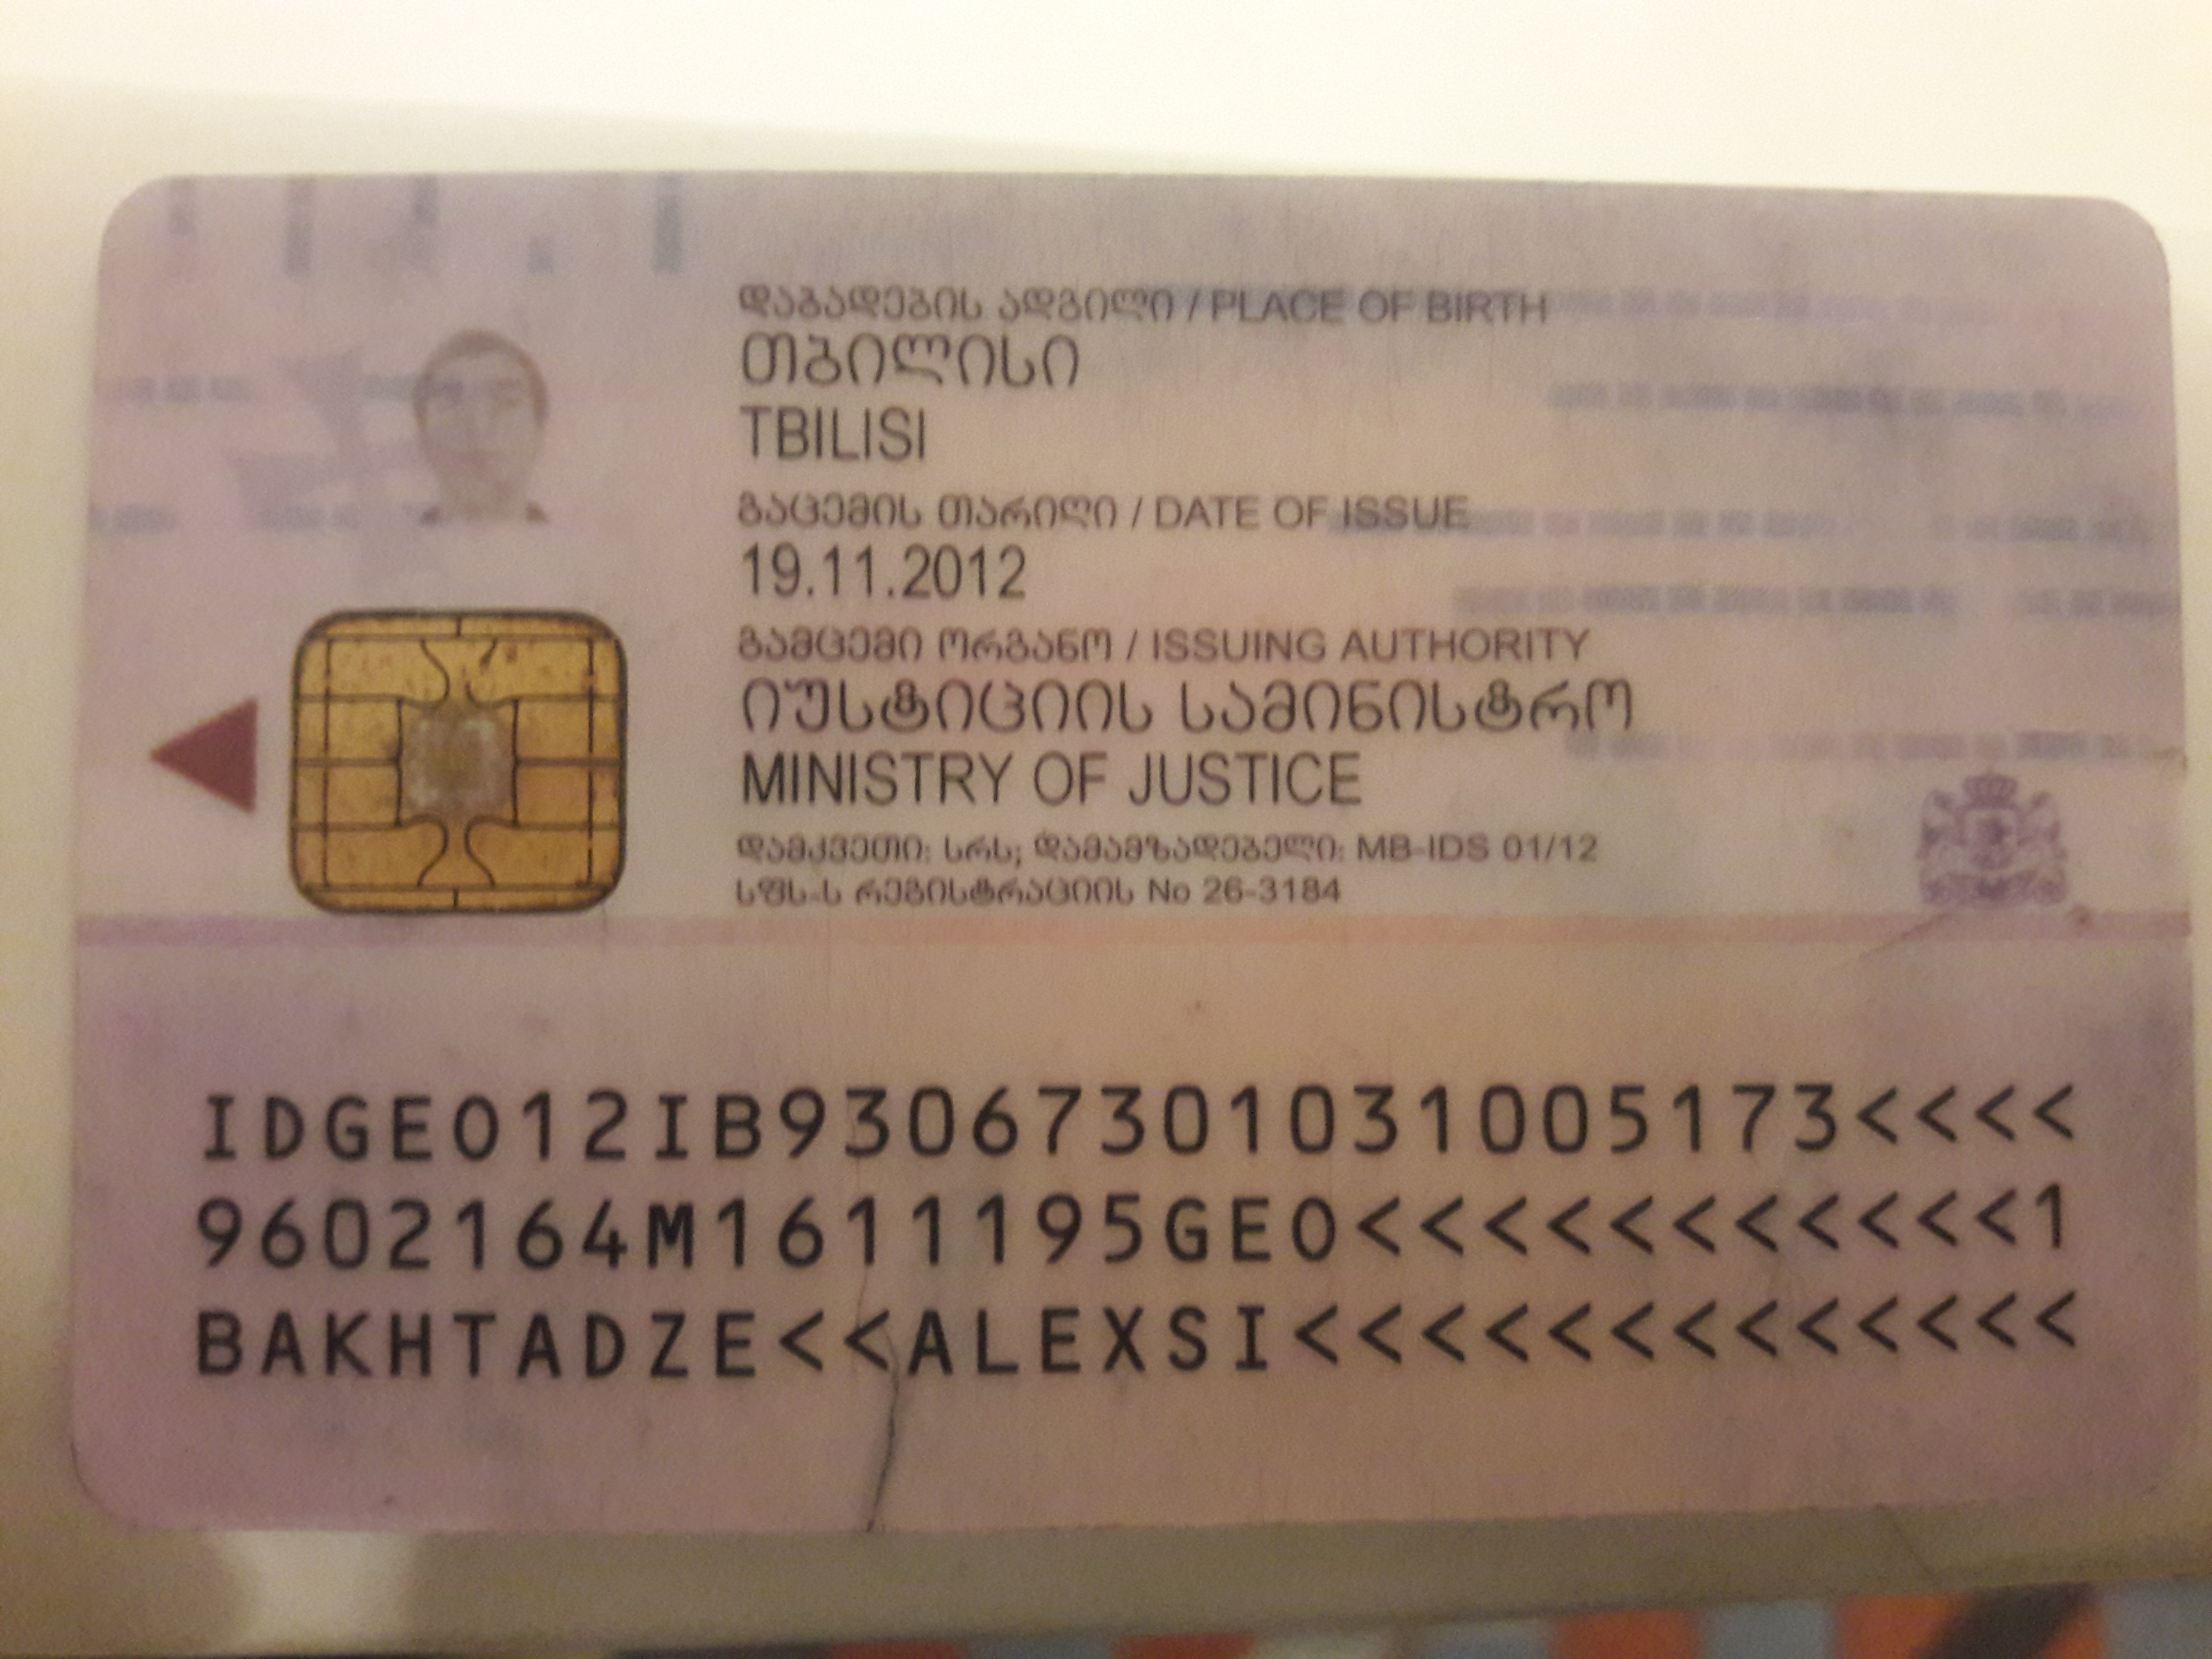 დაბადების ადგილი / PLACE OF BIRTH
თბილისი
TBILISI
გაცემის თარიღი / DATE OF ISSUE
19.11.2012
გამცემი ორგანო / ISSUING AUTHORITY
იუსტიციის სამინისტრო
MINISTRY OF JUSTICE
დამკვეთი: სრს; დამამზადებელი: MB-IDS 01/12
სფს-ს რეგისტრაციის No 26-3184
IDGEO12IB93067301031005173<<<<
9602164M1611195GEO<<<<<<<<<<<1
BAKHTADZE<<ALEXSI<<<<<<<<<<<<<